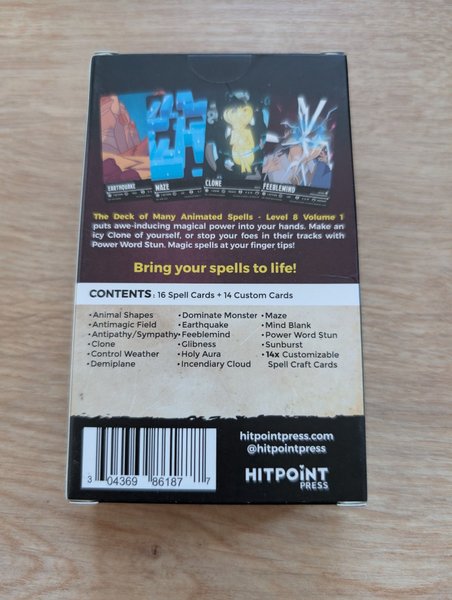 EARTHQUAKE
MAZE
CLONE
FEEBLEMIND
The Deck of Many Animated Spells - Level 8 Volume 1
puts awe-inducing magical power into your hands. Make an
icy Clone of yourself, or stop your foes in their tracks with
Power Word Stun. Magic spells at your finger tips!
Bring your spells to life!
CONTENTS: 16 Spell Cards + 14 Custom Cards
•Animal Shapes
•Antimagic Field
•Antipathy/Sympathy
•Clone
•Control Weather
•Demiplane
•Dominate Monster
•Earthquake
•Feeblemind
•Glibness
•Holy Aura
•Incendiary Cloud
•Maze
•Mind Blank
•Power Word Stun
•Sunburst
•14x Customizable
Spell Craft Cards
hitpointpress.com
@hitpointpress
HITPOINT
PRESS
3 04369 86187 7